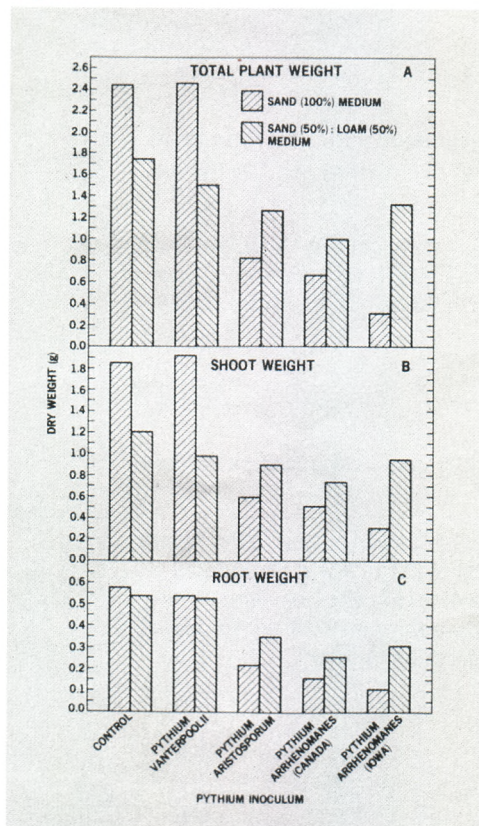 TOTAL PLANT WEIGHT A
SAND (100%) MEDIUM
SAND (50%) : LOAM (50%)
MEDIUM
2.6
2.4
2.2
2.0
1.8
1.6
1.4
1.2
1.0
0.8
0.6
0.4
0.2
0.0
DRY WEIGHT (g)
SHOOT WEIGHT B
1.8
1.6
1.4
1.2
1.0
0.8
0.6
0.4
0.2
0.0
ROOT WEIGHT C
0.6
0.5
0.4
0.3
0.2
0.1
0.0
CONTROL
PYTHIUM
VANTERPOOLII
PYTHIUM
ARISTOSPORUM
PYTHIUM
ARRHENOMANES
(CANADA)
PYTHIUM
ARRHENOMANES
(IOWA)
PYTHIUM INOCULUM